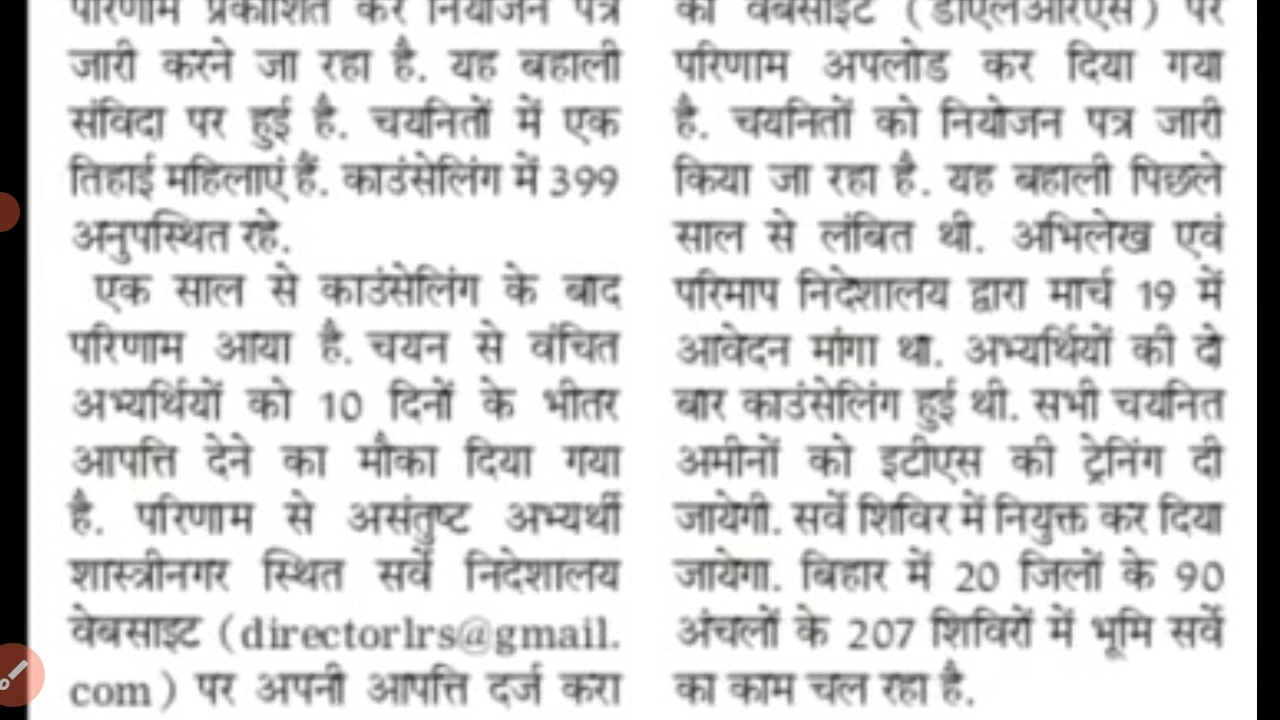 परिणाम प्रकाशित कर नियोजन पत्र
जारी करने जा रहा है. यह बहाली
संविदा पर हुई है. चयनितों में एक
तिहाई महिलाएं हैं. काउंसेलिंग में 399
अनुपस्थित रहे.
एक साल से काउंसेलिंग के बाद
परिणाम आया है. चयन से वंचित
अभ्यर्थियों को 10 दिनों के भीतर
आपत्ति देने का मौका दिया गया
है. परिणाम से असंतुष्ट अभ्यर्थी
शास्त्रीनगर स्थित सर्वे निदेशालय
वेबसाइट (directorlrs@gmail.
com) पर अपनी आपत्ति दर्ज करा
की वेबसाइट (डीएलआरएस) पर
परिणाम अपलोड कर दिया गया
है. चयनितों को नियोजन पत्र जारी
किया जा रहा है. यह बहाली पिछले
साल से लंबित थी. अभिलेख एवं
परिमाप निदेशालय द्वारा मार्च 19 में
आवेदन मांगा था. अभ्यर्थियों की दो
बार काउंसेलिंग हुई थी. सभी चयनित
अमीनों को इटीएस की ट्रेनिंग दी
जायेगी. सर्वे शिविर में नियुक्त कर दिया
जायेगा. बिहार में 20 जिलों के 90
अंचलों के 207 शिविरों में भूमि सर्वे
का काम चल रहा है.